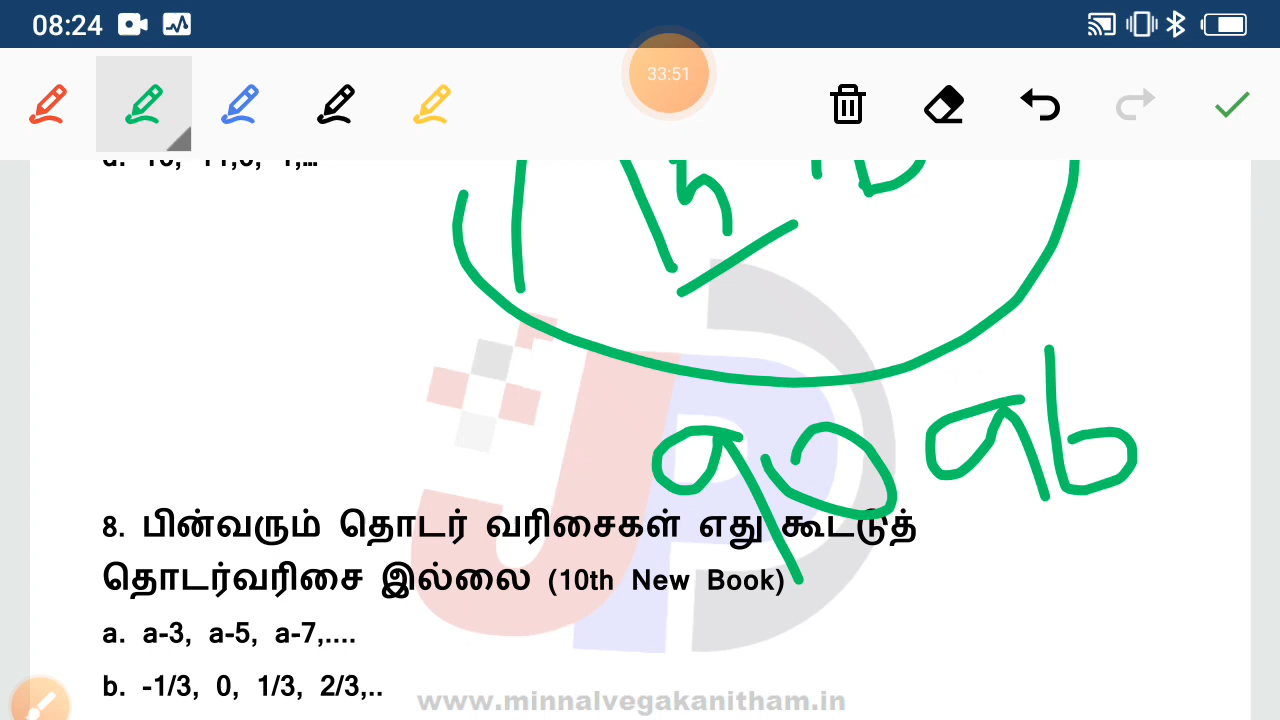 08:24
33:51
8. பின்வரும் தொடர் வரிசைகள் எது கூட்டுத்
தொடர்வரிசை இல்லை (10th New Book)
a. a-3, a-5, a-7,....
b. -1/3, 0, 1/3, 2/3,..
www.minnalvegakanitham.in